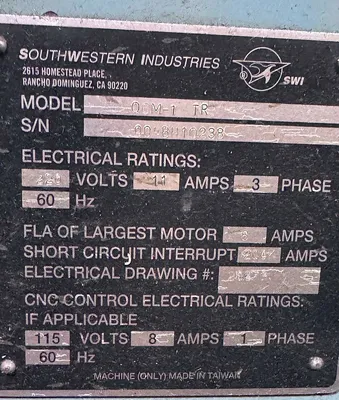 SOUTHWESTERN INDUSTRIES
2615 HOMESTEAD PLACE,
RANCHO DOMINGUEZ, CA 90220
SWI
MODEL TR
S/N
ELECTRICAL RATINGS:
VOLTS 11 AMPS 3 PHASE
60 Hz
FLA OF LARGEST MOTOR AMPS
SHORT CIRCUIT INTERRUPT AMPS
ELECTRICAL DRAWING #:
CNC CONTROL ELECTRICAL RATINGS:
IF APPLICABLE
115 VOLTS 8 AMPS 1 PHASE
60 Hz
MACHINE (ONLY) MADE IN TAIWAN